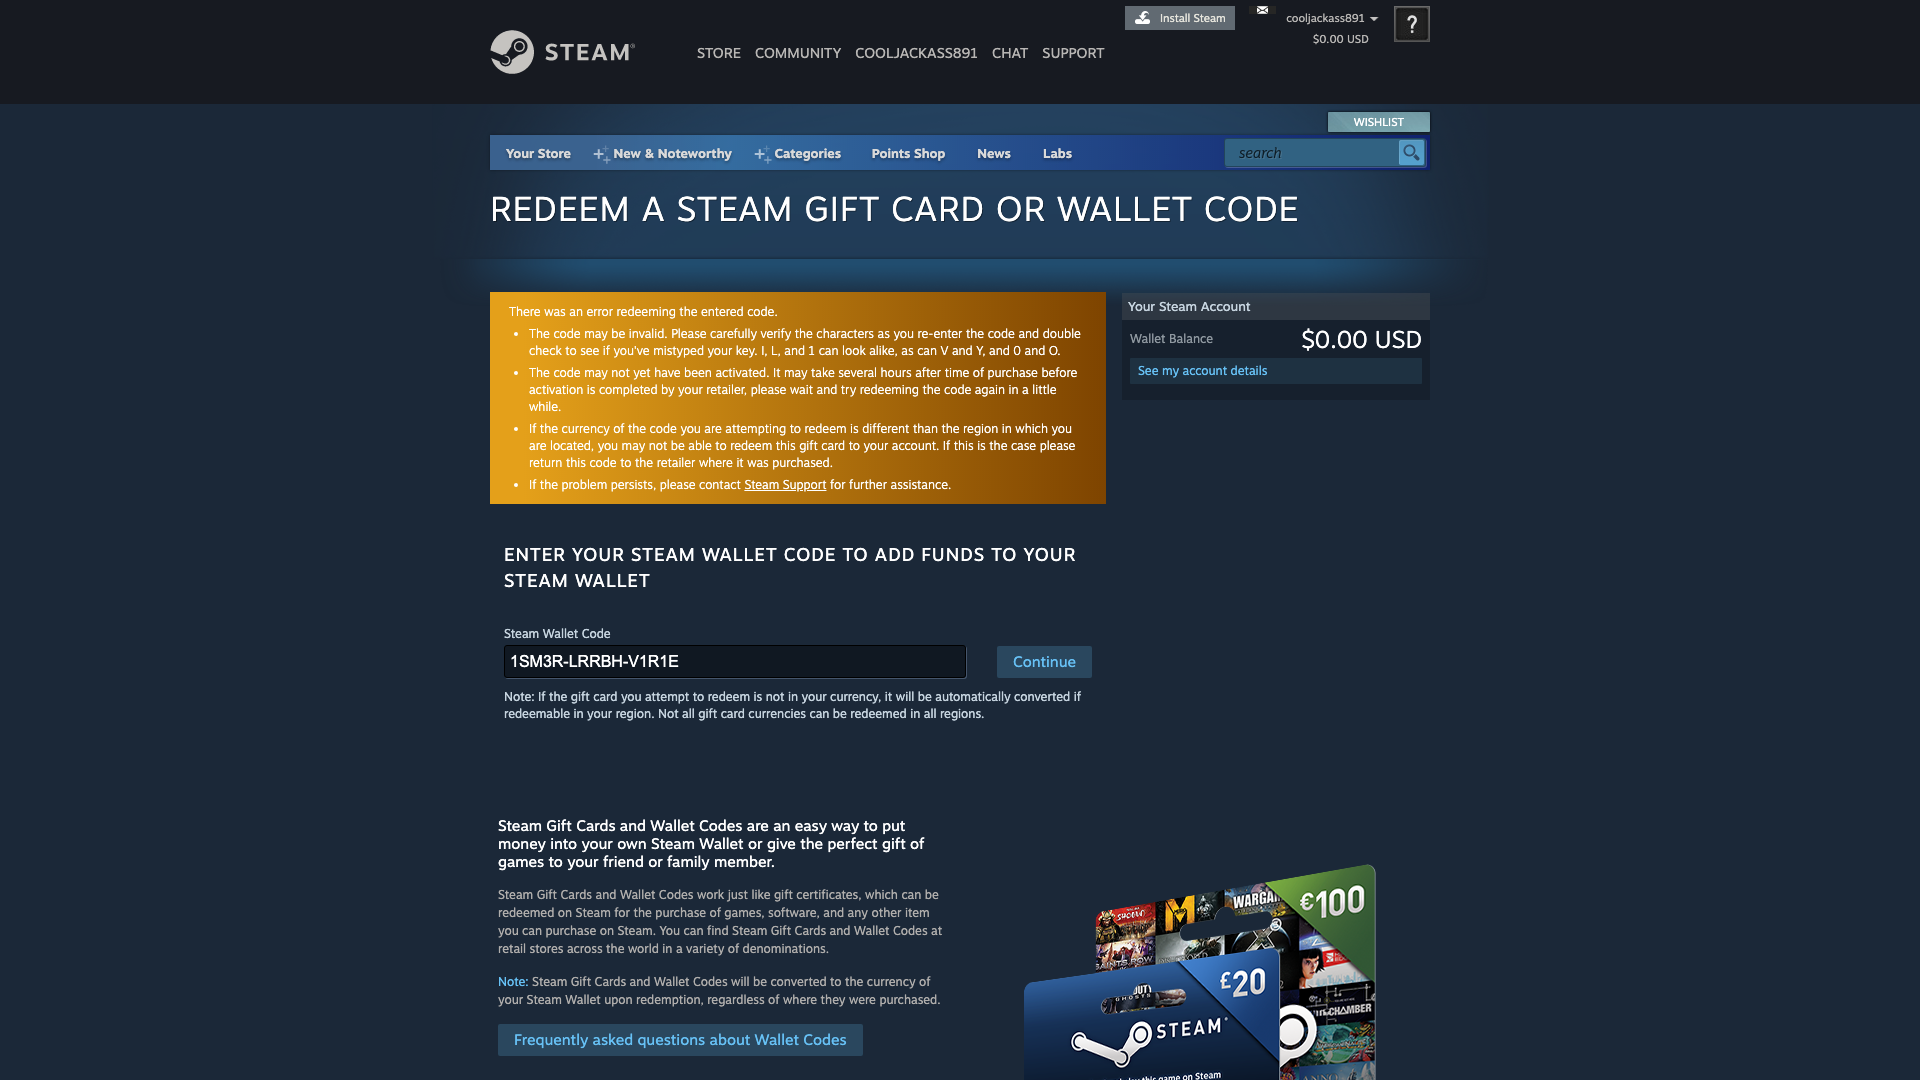 Install Steam
cooljackass891
$0.00 USD
?
STEAM®
STORE COMMUNITY COOLJACKASS891 CHAT SUPPORT
WISHLIST
Your Store New & Noteworthy Categories Points Shop News Labs search
REDEEM A STEAM GIFT CARD OR WALLET CODE
There was an error redeeming the entered code.
• The code may be invalid. Please carefully verify the characters as you re-enter the code and double
check to see if you've mistyped your key. I, L, and 1 can look alike, as can V and Y, and 0 and O.
• The code may not yet have been activated. It may take several hours after time of purchase before
activation is completed by your retailer, please wait and try redeeming the code again in a little
while.
• If the currency of the code you are attempting to redeem is different than the region in which you
are located, you may not be able to redeem this gift card to your account. If this is the case please
return this code to the retailer where it was purchased.
• If the problem persists, please contact Steam Support for further assistance.
Your Steam Account
Wallet Balance $0.00 USD
See my account details
ENTER YOUR STEAM WALLET CODE TO ADD FUNDS TO YOUR
STEAM WALLET
Steam Wallet Code
1SM3R-LRRBH-V1R1E
Continue
Note: If the gift card you attempt to redeem is not in your currency, it will be automatically converted if
redeemable in your region. Not all gift card currencies can be redeemed in all regions.
Steam Gift Cards and Wallet Codes are an easy way to put
money into your own Steam Wallet or give the perfect gift of
games to your friend or family member.
Steam Gift Cards and Wallet Codes work just like gift certificates, which can be
redeemed on Steam for the purchase of games, software, and any other item
you can purchase on Steam. You can find Steam Gift Cards and Wallet Codes at
retail stores across the world in a variety of denominations.
Note: Steam Gift Cards and Wallet Codes will be converted to the currency of
your Steam Wallet upon redemption, regardless of where they were purchased.
Frequently asked questions about Wallet Codes
€100
WARGA
SAINTS ROW
£20
DUTY
GHOSTS
STEAM
CHAMBER
ANNO
this game on Steam